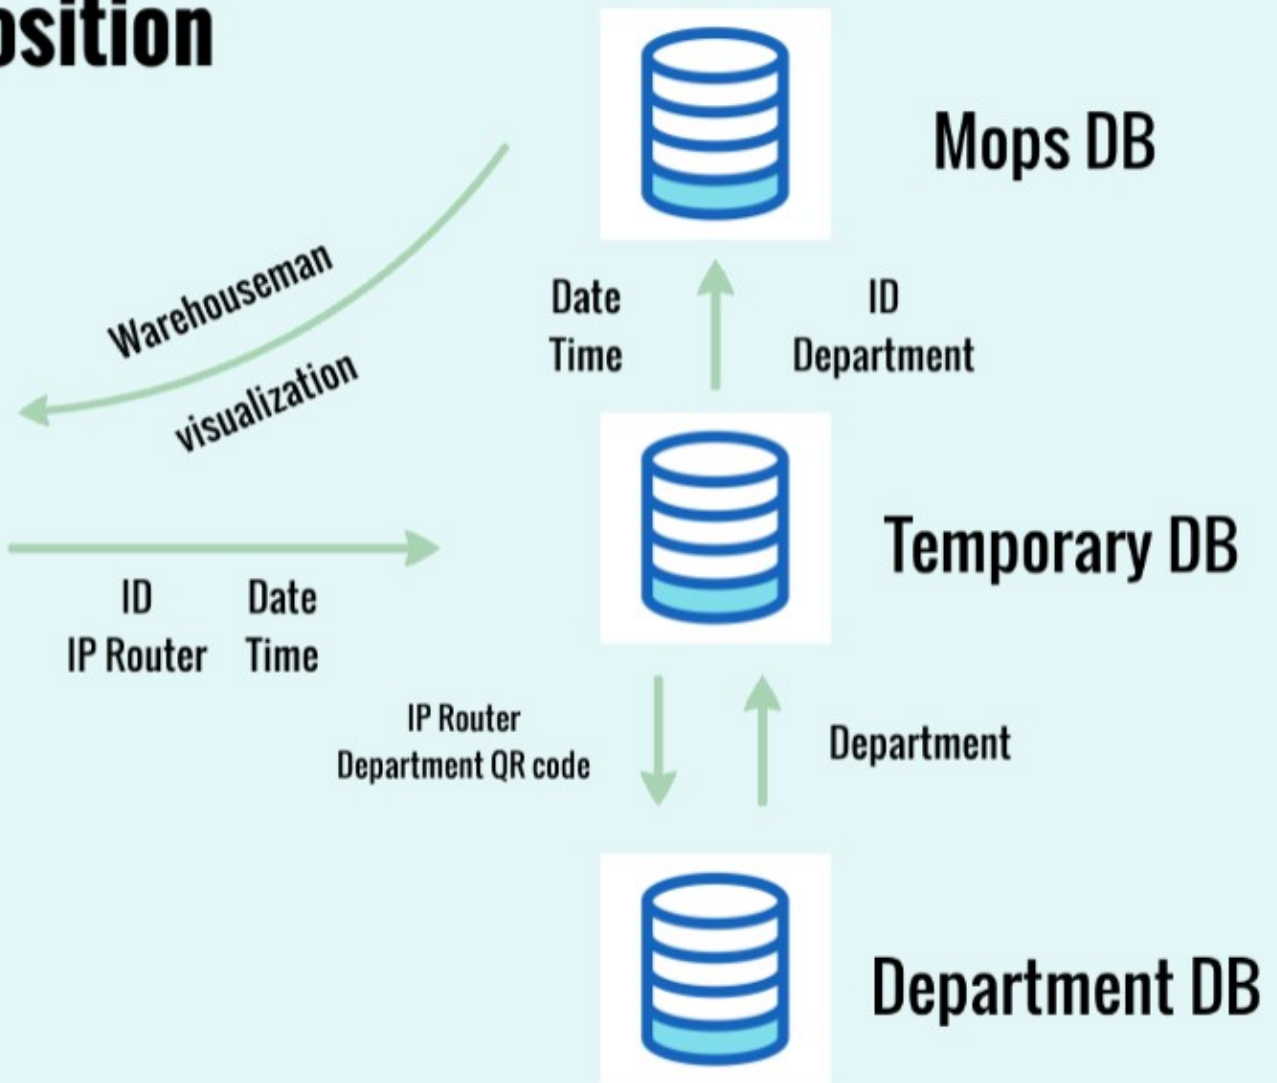 osition
Mops DB
Warehouseman
visualization
Date
Time
ID
Department
Temporary DB
ID
IP Router
Date
Time
IP Router
Department QR code
Department
Department DB